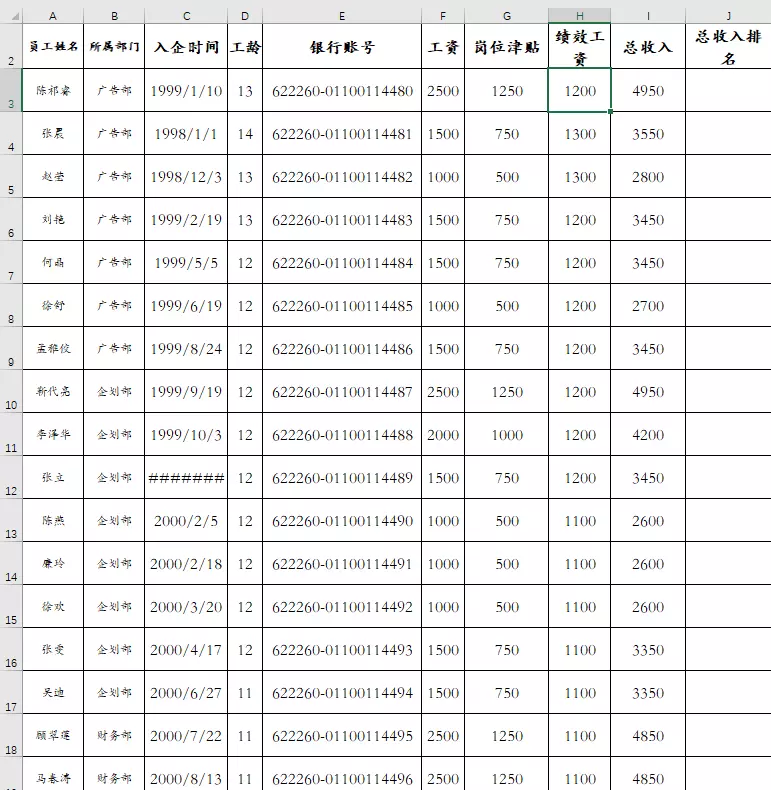 A B C D E F G H I J
2 员工姓名 所属部门 入企时间 工龄 银行账号 工资 岗位津贴 绩效工资 总收入 总收入排名
3 陈祁睿 广告部 1999/1/10 13 622260-01100114480 2500 1250 1200 4950
4 张晨 广告部 1998/1/1 14 622260-01100114481 1500 750 1300 3550
5 赵莹 广告部 1998/12/3 13 622260-01100114482 1000 500 1300 2800
6 刘艳 广告部 1999/2/19 13 622260-01100114483 1500 750 1200 3450
7 何晶 广告部 1999/5/5 12 622260-01100114484 1500 750 1200 3450
8 徐舒 广告部 1999/6/19 12 622260-01100114485 1000 500 1200 2700
9 孟雅佼 广告部 1999/8/24 12 622260-01100114486 1500 750 1200 3450
10 靳代亮 企划部 1999/9/19 12 622260-01100114487 2500 1250 1200 4950
11 李泽华 企划部 1999/10/3 12 622260-01100114488 2000 1000 1200 4200
12 张立 企划部 ####### 12 622260-01100114489 1500 750 1200 3450
13 陈燕 企划部 2000/2/5 12 622260-01100114490 1000 500 1100 2600
14 廉玲 企划部 2000/2/18 12 622260-01100114491 1000 500 1100 2600
15 徐欢 企划部 2000/3/20 12 622260-01100114492 1000 500 1100 2600
16 张雯 企划部 2000/4/17 12 622260-01100114493 1500 750 1100 3350
17 吴迪 企划部 2000/6/27 11 622260-01100114494 1500 750 1100 3350
18 顾翠莲 财务部 2000/7/22 11 622260-01100114495 2500 1250 1100 4850
马春涛 财务部 2000/8/13 11 622260-01100114496 2500 1250 1100 4850